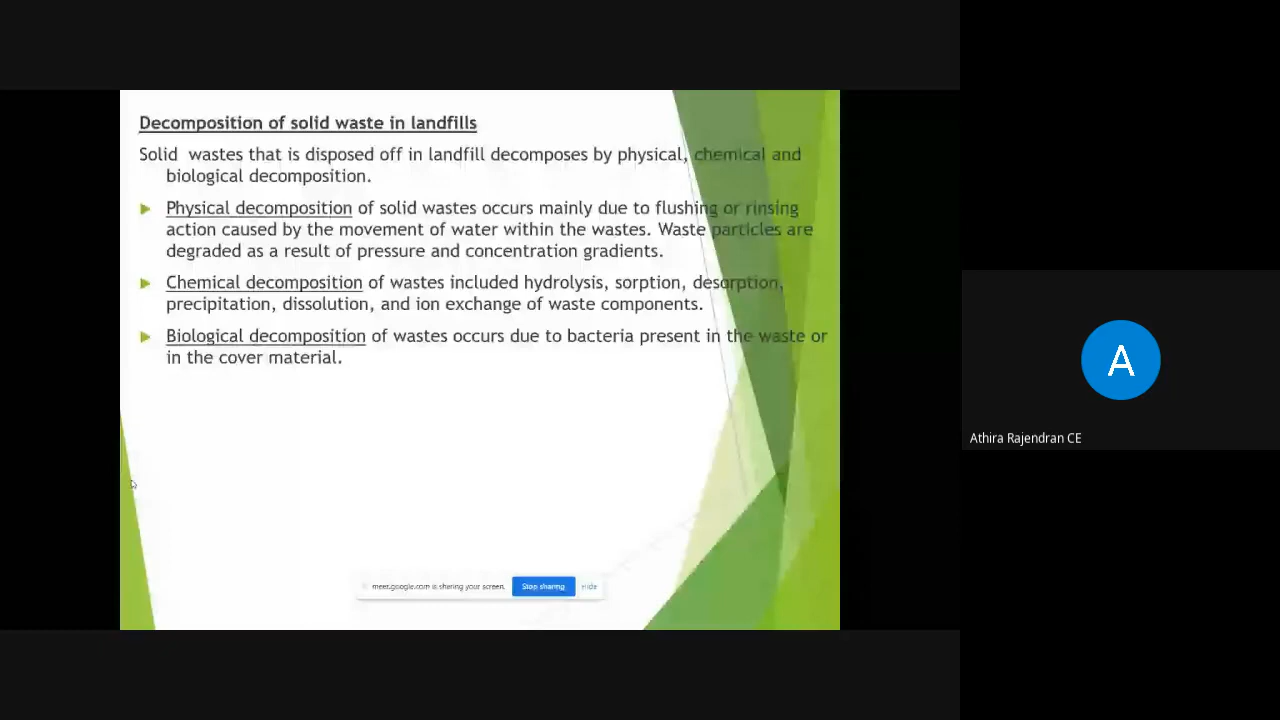 Decomposition of solid waste in landfills
Solid wastes that is disposed off in landfill decomposes by physical, chemical and
biological decomposition.
Physical decomposition of solid wastes occurs mainly due to flushing or rinsing
action caused by the movement of water within the wastes. Waste particles are
degraded as a result of pressure and concentration gradients.
Chemical decomposition of wastes included hydrolysis, sorption, desorption,
precipitation, dissolution, and ion exchange of waste components.
Biological decomposition of wastes occurs due to bacteria present in the waste or
in the cover material.
meet.google.com is sharing your screen. Stop sharing Hide
A
Athira Rajendran CE